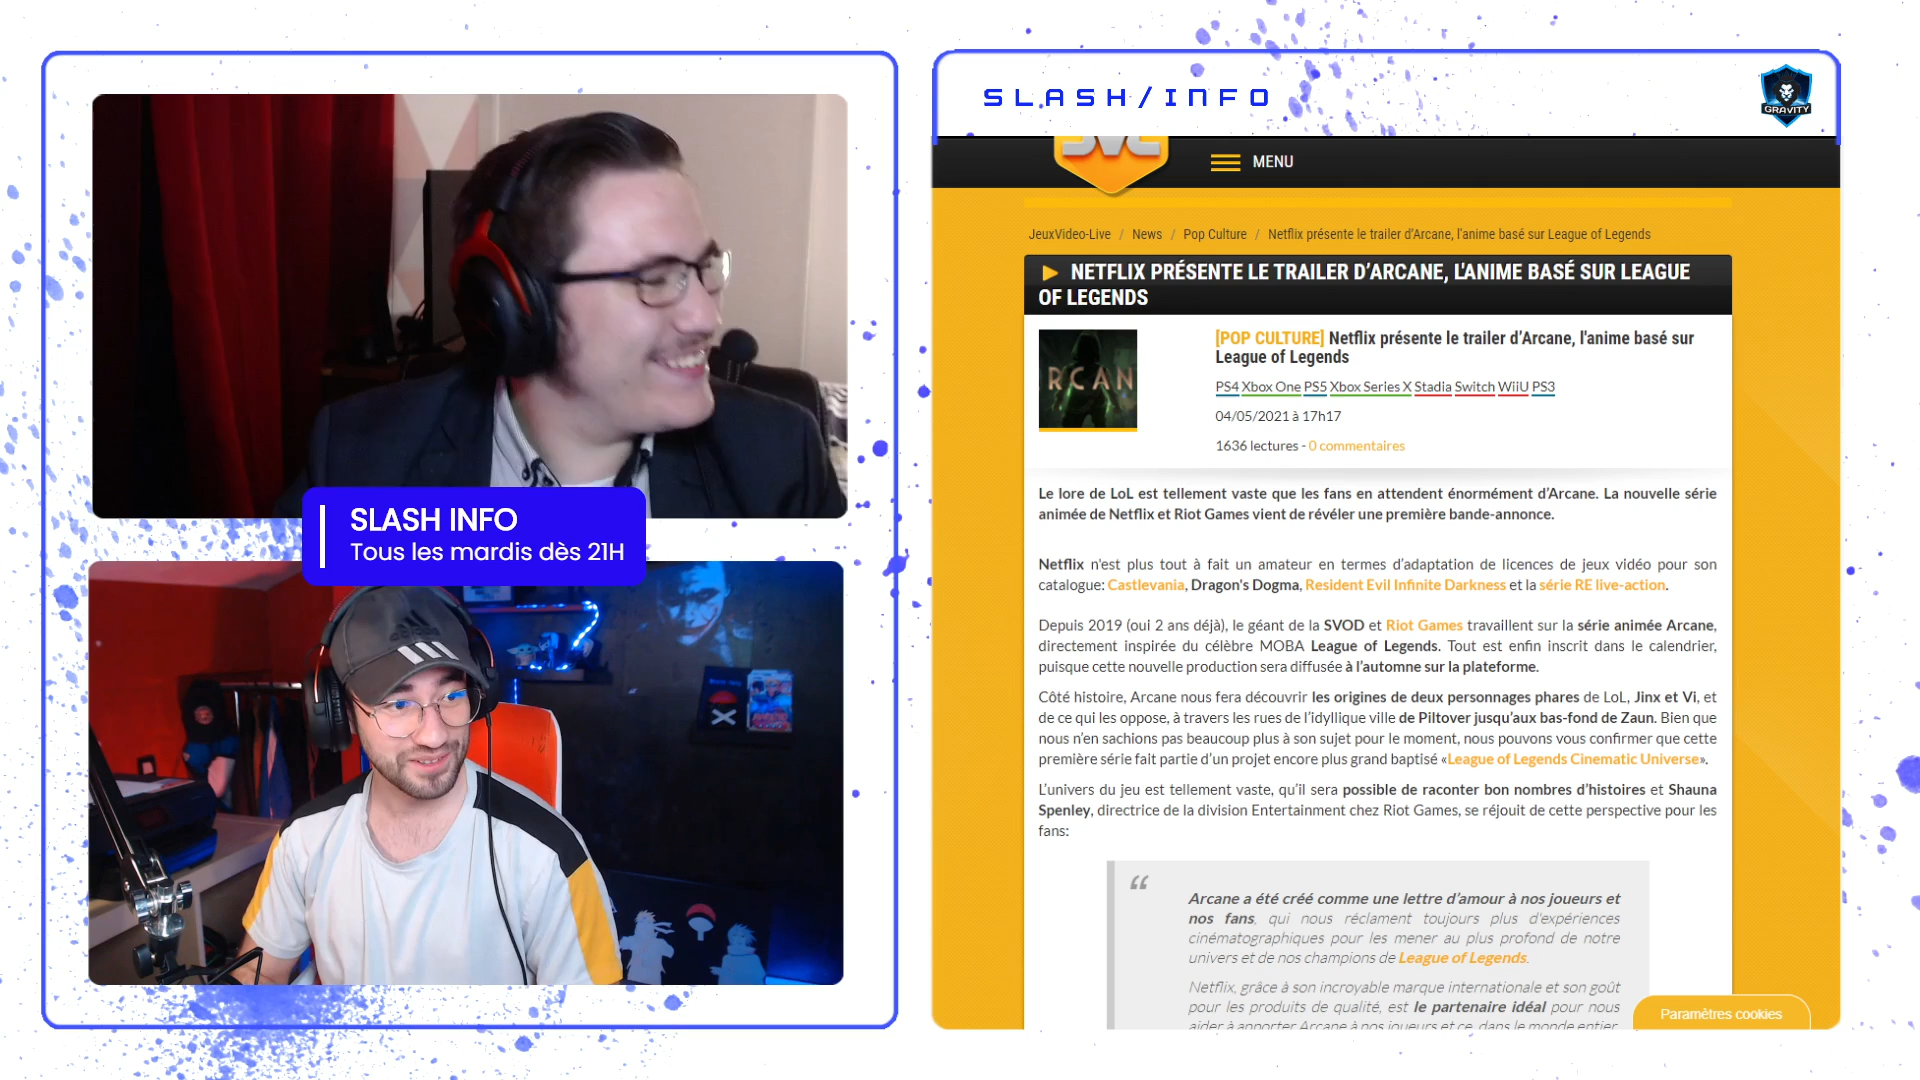 SLASH INFO
Tous les mardis dès 21H
SLASH/INFO
GRAVITY
MENU
JeuxVideo-Live / News / Pop Culture / Netflix présente le trailer d'Arcane, l'anime basé sur League of Legends
NETFLIX PRÉSENTE LE TRAILER D'ARCANE, L'ANIME BASÉ SUR LEAGUE
OF LEGENDS
RCAN
[POP CULTURE] Netflix présente le trailer d'Arcane, l'anime basé sur
League of Legends
PS4 Xbox One PS5 Xbox Series X Stadia Switch WiiU PS3
04/05/2021 à 17h17
1636 lectures - 0 commentaires
Le lore de LoL est tellement vaste que les fans en attendent énormément d'Arcane. La nouvelle série
animée de Netflix et Riot Games vient de révéler une première bande-annonce.
Netflix n'est plus tout à fait un amateur en termes d'adaptation de licences de jeux vidéo pour son
catalogue: Castlevania, Dragon's Dogma, Resident Evil Infinite Darkness et la série RE live-action.
Depuis 2019 (oui 2 ans déjà), le géant de la SVOD et Riot Games travaillent sur la série animée Arcane,
directement inspirée du célèbre MOBA League of Legends. Tout est enfin inscrit dans le calendrier,
puisque cette nouvelle production sera diffusée à l'automne sur la plateforme.
Côté histoire, Arcane nous fera découvrir les origines de deux personnages phares de LoL, Jinx et Vi, et
de ce qui les oppose, à travers les rues de l'idyllique ville de Piltover jusqu'aux bas-fond de Zaun. Bien que
nous n'en sachions pas beaucoup plus à son sujet pour le moment, nous pouvons vous confirmer que cette
première série fait partie d'un projet encore plus grand baptisé «League of Legends Cinematic Universe».
L'univers du jeu est tellement vaste, qu'il sera possible de raconter bon nombres d'histoires et Shauna
Spenley, directrice de la division Entertainment chez Riot Games, se réjouit de cette perspective pour les
fans:
“
Arcane a été créé comme une lettre d'amour à nos joueurs et
nos fans, qui nous réclament toujours plus d'expériences
cinématographiques pour les mener au plus profond de notre
univers et de nos champions de League of Legends.
Netflix, grâce à son incroyable marque internationale et son goût
pour les produits de qualité, est le partenaire idéal pour nous
aider à apporter Arcane à nos joueurs et ce, dans le monde entier.
Paramètres cookies